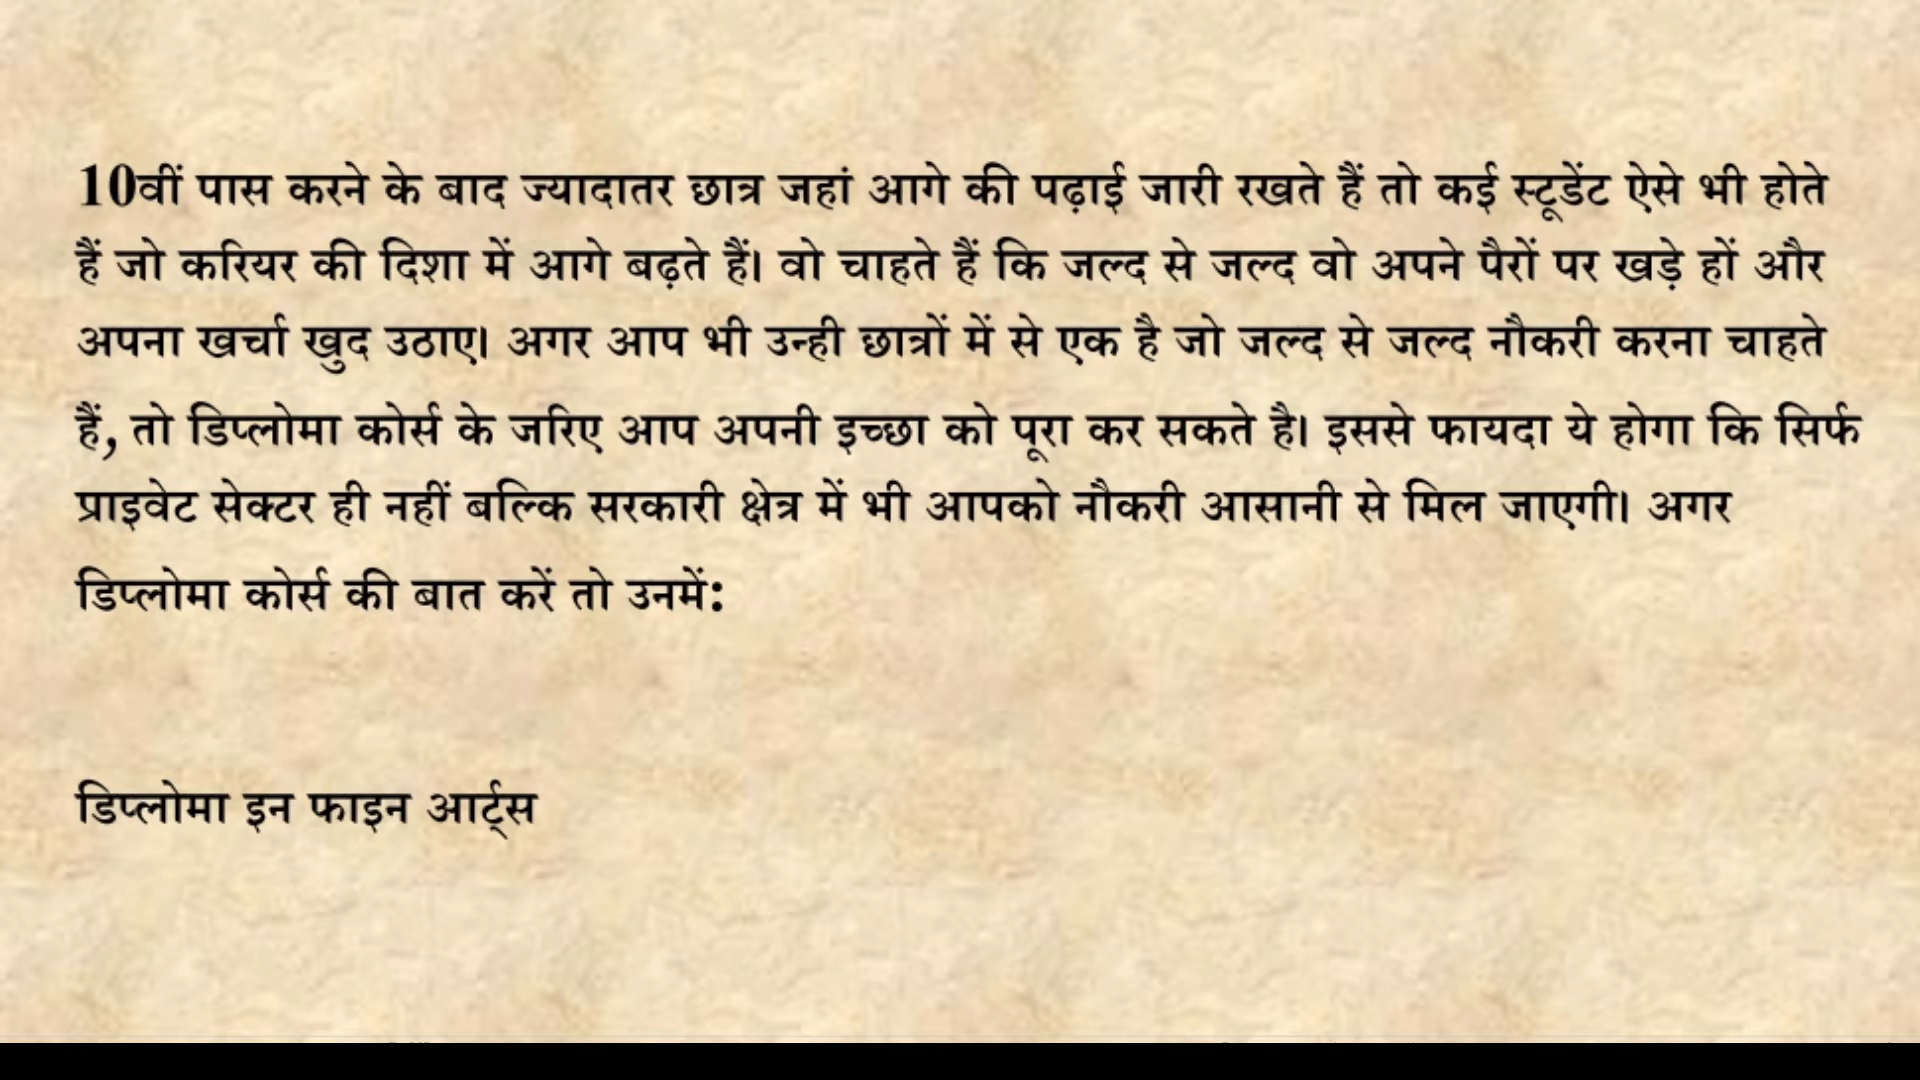 10वीं पास करने के बाद ज्यादातर छात्र जहां आगे की पढ़ाई जारी रखते हैं तो कई स्टूडेंट ऐसे भी होते
हैं जो करियर की दिशा में आगे बढ़ते हैं। वो चाहते हैं कि जल्द से जल्द वो अपने पैरों पर खड़े हों और
अपना खर्चा खुद उठाए। अगर आप भी उन्ही छात्रों में से एक है जो जल्द से जल्द नौकरी करना चाहते
हैं, तो डिप्लोमा कोर्स के जरिए आप अपनी इच्छा को पूरा कर सकते है। इससे फायदा ये होगा कि सिर्फ
प्राइवेट सेक्टर ही नहीं बल्कि सरकारी क्षेत्र में भी आपको नौकरी आसानी से मिल जाएगी। अगर
डिप्लोमा कोर्स की बात करें तो उनमें:
डिप्लोमा इन फाइन आर्ट्स